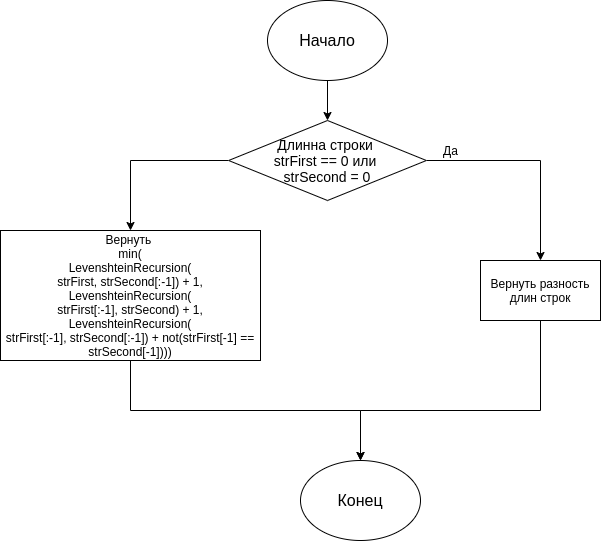 Начало
Длинна строки
strFirst == 0 или
strSecond = 0
Да
Вернуть
min(
LevenshteinRecursion(
strFirst, strSecond[:-1]) + 1,
LevenshteinRecursion(
strFirst[:-1], strSecond) + 1,
LevenshteinRecursion(
strFirst[:-1], strSecond[:-1]) + not(strFirst[-1] ==
strSecond[-1])))
Вернуть разность
длин строк
Конец